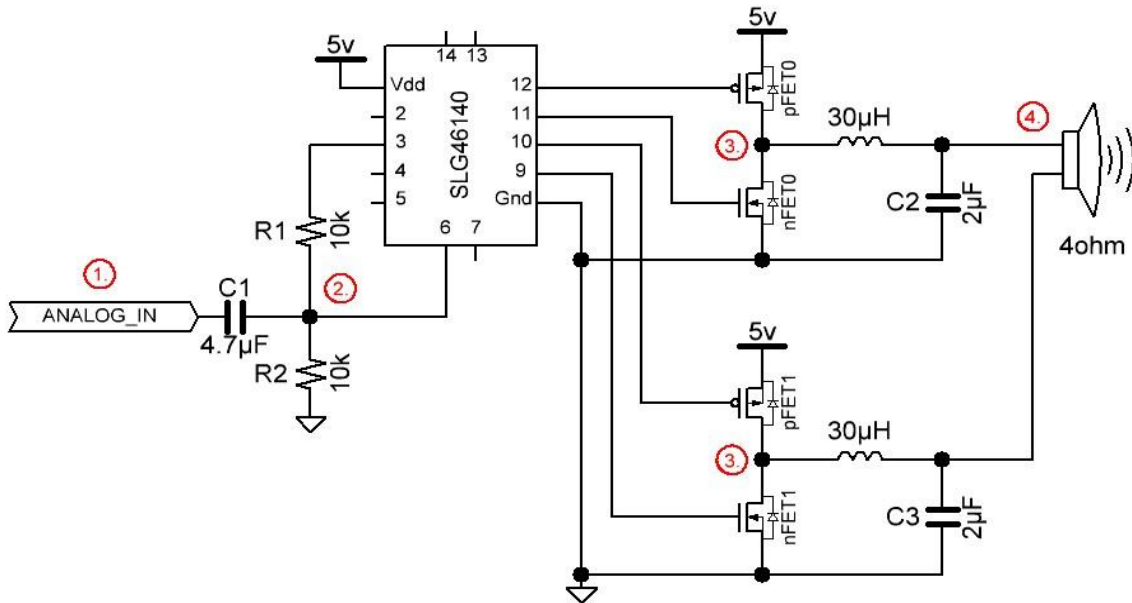 5v
14
13
Vdd
2
3
4
5
6
7
12
11
10
9
Gnd
SLG46140
R1
10k
R2
10k
1.
ANALOG_IN
C1
4.7µF
2.
5v
pFET0
3.
nFET0
30µH
C2
2µF
4.
4ohm
5v
pFET1
3.
nFET1
30µH
C3
2µF